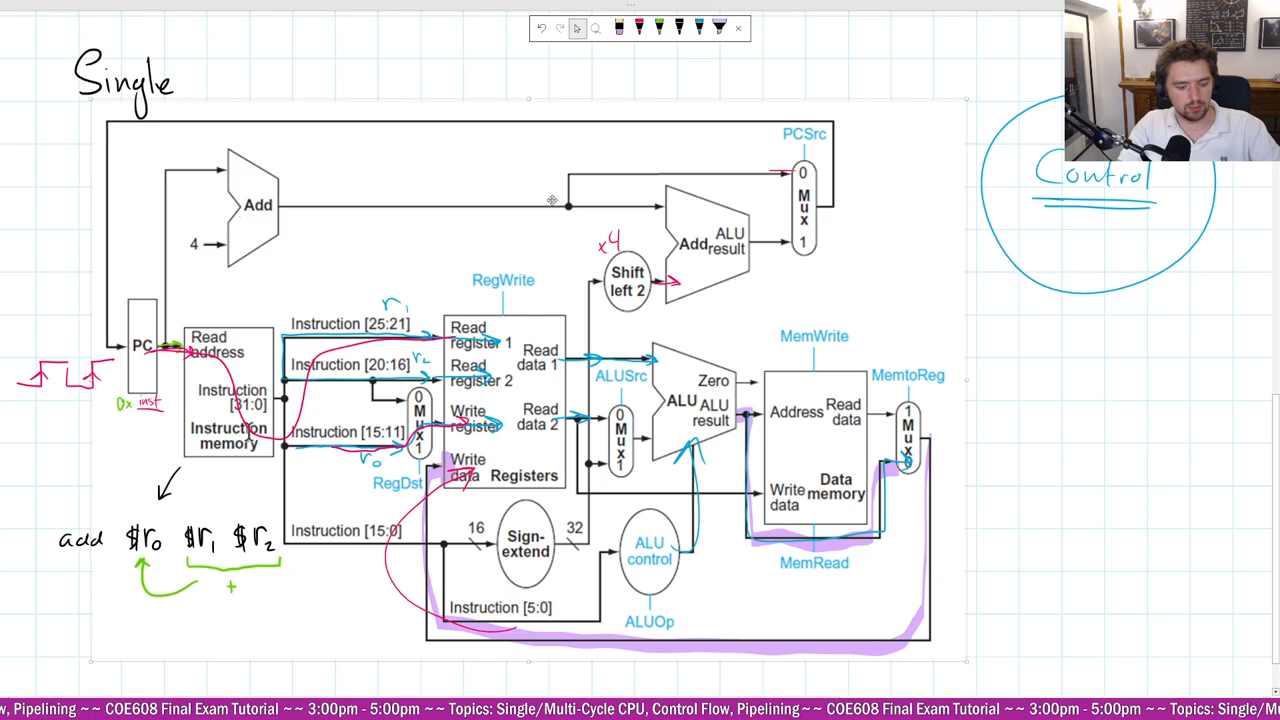 Single
Control
PCSrc
0
M
u
x
1
Add
4
ALU
Add result
x4
Shift
left 2
RegWrite
PC
0x inst
Read
address
Instruction
[31:0]
Instruction
memory
r1
Instruction [25:21]
Instruction [20:16]
r2
Instruction [15:11]
r0
0
M
u
x
1
RegDst
Read
register 1
Read
register 2
Write
register
Write
data
Registers
Read
data 1
Read
data 2
ALUSrc
0
M
u
x
1
Zero
ALU
ALU
result
MemWrite
Address
Read
data
Write
data
Data
memory
MemRead
MemtoReg
1
M
u
x
0
Instruction [15:0]
16
Sign-
extend
32
ALU
control
ALUOp
Instruction [5:0]
add $r0 $r1 $r2
+
w, Pipelining ~~ COE608 Final Exam Tutorial ~~ 3:00pm - 5:00pm ~~ Topics: Single/Multi-Cycle CPU, Control Flow, Pipelining ~~ COE608 Final Exam Tutorial ~~ 3:00pm - 5:00pm ~~ Topics: Single/Mu